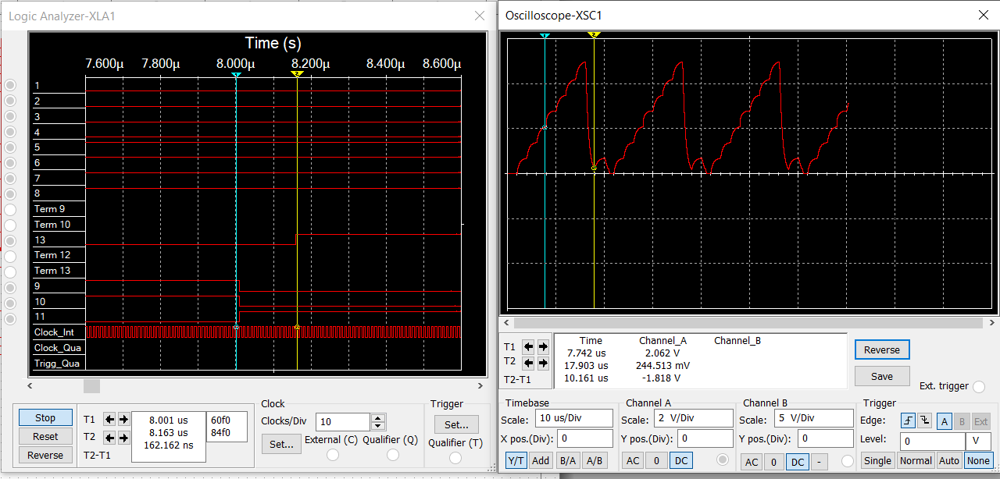 Logic Analyzer-XLA1
Time (s)
7.600µ 7.800µ 8.000µ 8.200µ 8.400µ 8.600µ
1
2
3
4
5
6
7
8
Term 9
Term 10
13
Term 12
Term 13
9
10
11
Clock_Int
Clock_Qua
Trigg_Qua
Stop
Reset
Reverse
T1
T2
T2-T1
8.001 us
8.163 us
162.162 ns
60f0
84f0
Clock
Clocks/Div 10
Set...
External (C) Qualifier (Q)
Trigger
Set...
Qualifier (T)
Oscilloscope-XSC1
1
2
T1
T2
T2-T1
Time Channel_A Channel_B
7.742 us 2.062 V
17.903 us 244.513 mV
10.161 us -1.818 V
Reverse
Save
Ext. trigger
Timebase
Scale: 10 us/Div
X pos.(Div): 0
Y/T Add B/A A/B
Channel A
Scale: 2 V/Div
Y pos.(Div): 0
AC 0 DC
Channel B
Scale: 5 V/Div
Y pos.(Div): 0
AC 0 DC -
Trigger
Edge: A B Ext
Level: 0 V
Single Normal Auto None